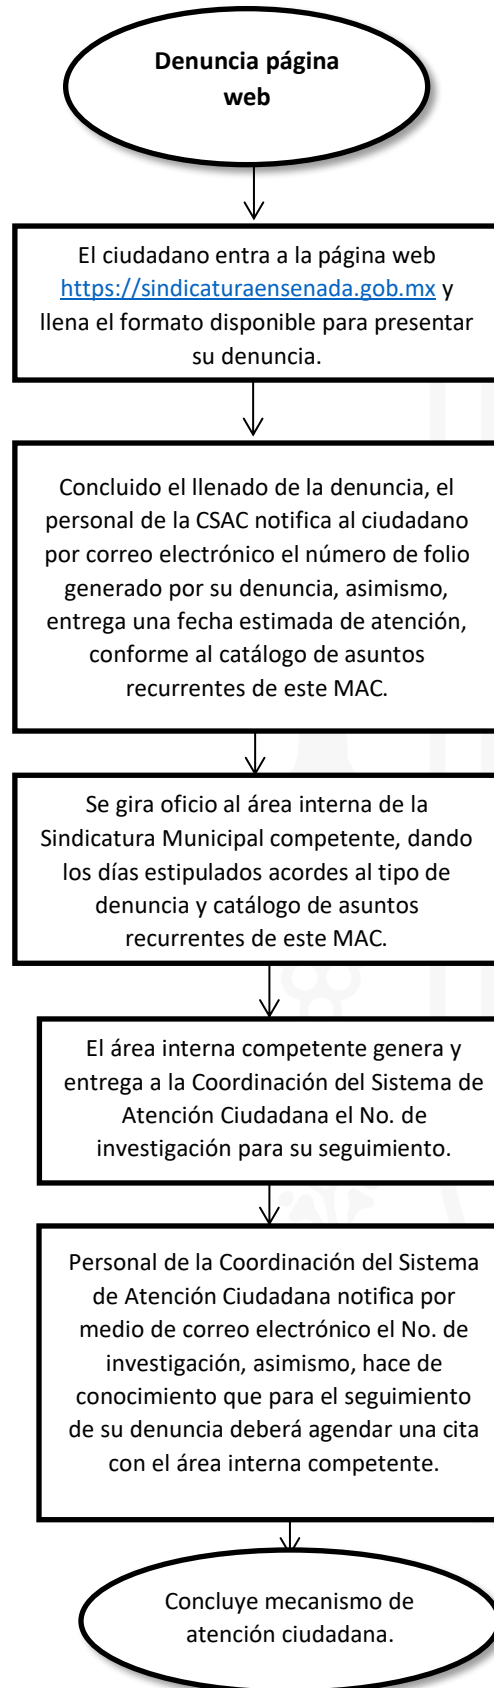 Denuncia página
web
El ciudadano entra a la página web
https://sindicaturaensenada.gob.mx y
llena el formato disponible para presentar
su denuncia.
Concluido el llenado de la denuncia, el
personal de la CSAC notifica al ciudadano
por correo electrónico el número de folio
generado por su denuncia, asimismo,
entrega una fecha estimada de atención,
conforme al catálogo de asuntos
recurrentes de este MAC.
Se gira oficio al área interna de la
Sindicatura Municipal competente, dando
los días estipulados acordes al tipo de
denuncia y catálogo de asuntos
recurrentes de este MAC.
El área interna competente genera y
entrega a la Coordinación del Sistema de
Atención Ciudadana el No. de
investigación para su seguimiento.
Personal de la Coordinación del Sistema
de Atención Ciudadana notifica por
medio de correo electrónico el No. de
investigación, asimismo, hace de
conocimiento que para el seguimiento
de su denuncia deberá agendar una cita
con el área interna competente.
Concluye mecanismo de
atención ciudadana.